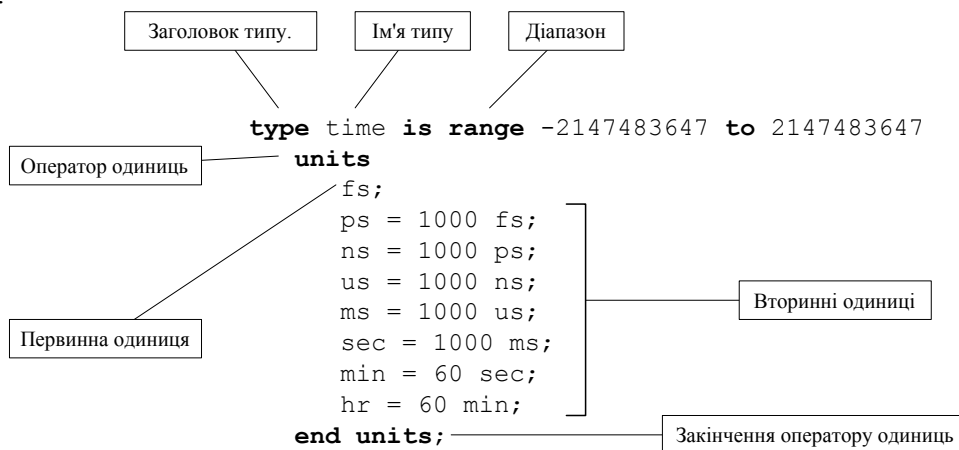 Заголовок типу.
Ім'я типу
Діапазон
type time is range -2147483647 to 2147483647
Оператор одиниць
units
fs;
ps = 1000 fs;
ns = 1000 ps;
us = 1000 ns;
ms = 1000 us;
Вторинні одиниці
Первинна одиниця
sec = 1000 ms;
min = 60 sec;
hr = 60 min;
end units;
Закінчення оператору одиниць